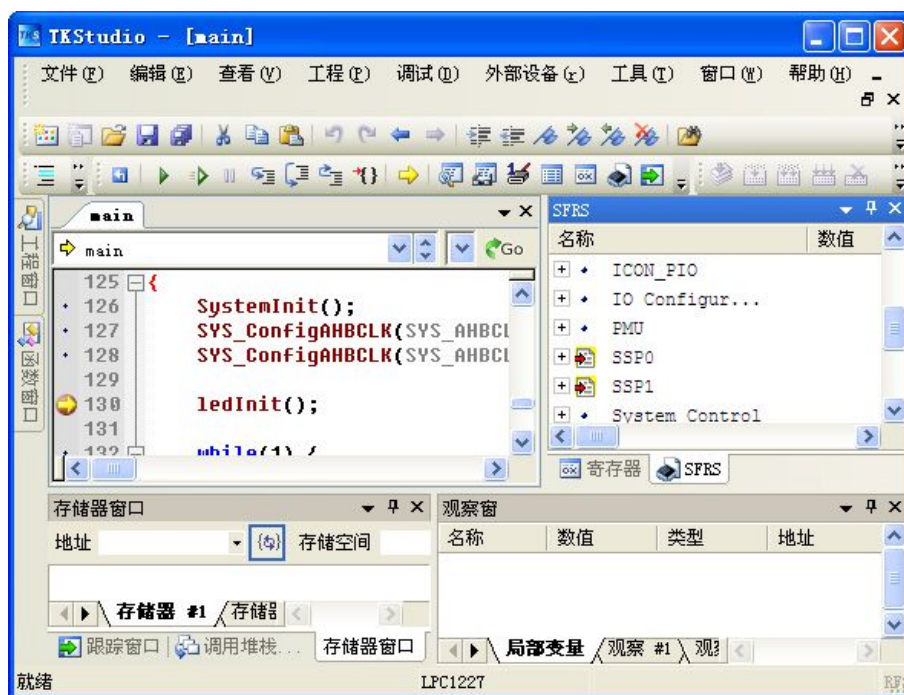 TKStudio - [main]
文件(F) 编辑(E) 查看(V) 工程(P) 调试(D) 外部设备(r) 工具(T) 窗口(W) 帮助(H)
main
SFRS
main
Go
名称 数值
工程窗口
函数窗口
125 {
126 SystemInit();
127 SYS_ConfigAHBCLK(SYS_AHBCL
128 SYS_ConfigAHBCLK(SYS_AHBCL
129
130 ledInit();
131
132 while(1) {
ICON_PIO
IO Configur...
PMU
SSP0
SSP1
System Control
寄存器 SFRS
存储器窗口
观察窗
地址 存储空间
名称 数值 类型 地址
存储器 #1 存储器
跟踪窗口 调用堆栈... 存储器窗口
局部变量 观察 #1 观察
就绪
LPC1227